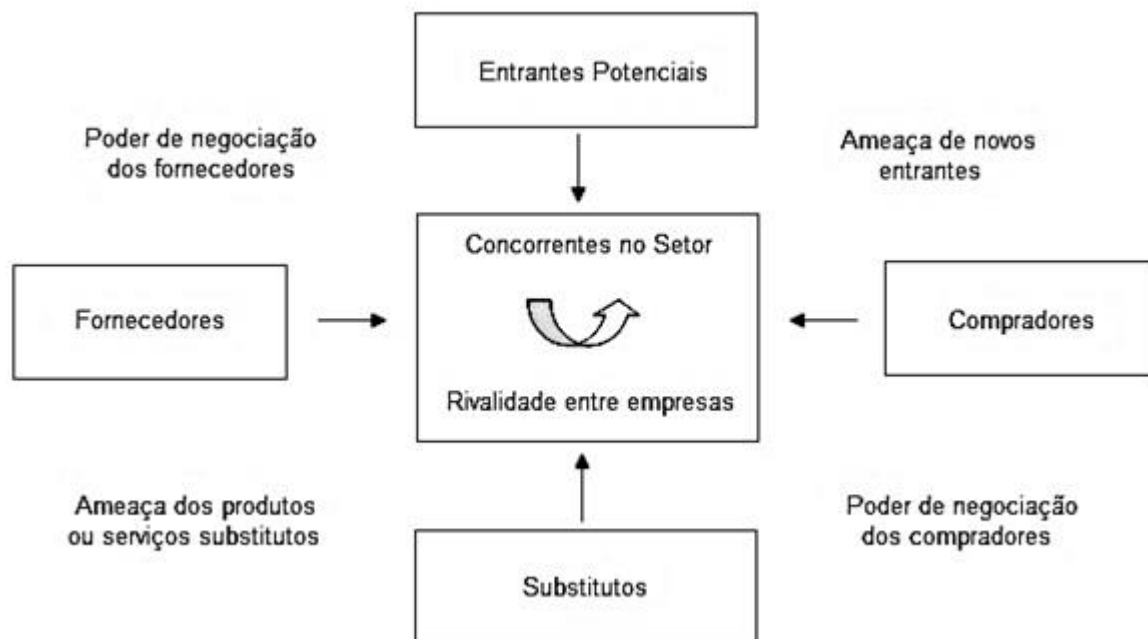 Entrantes Potenciais
Poder de negociação
dos fornecedores
Ameaça de novos
entrantes
Concorrentes no Setor
Fornecedores
Compradores
Rivalidade entre empresas
Ameaça dos produtos
ou serviços substitutos
Poder de negociação
dos compradores
Substitutos